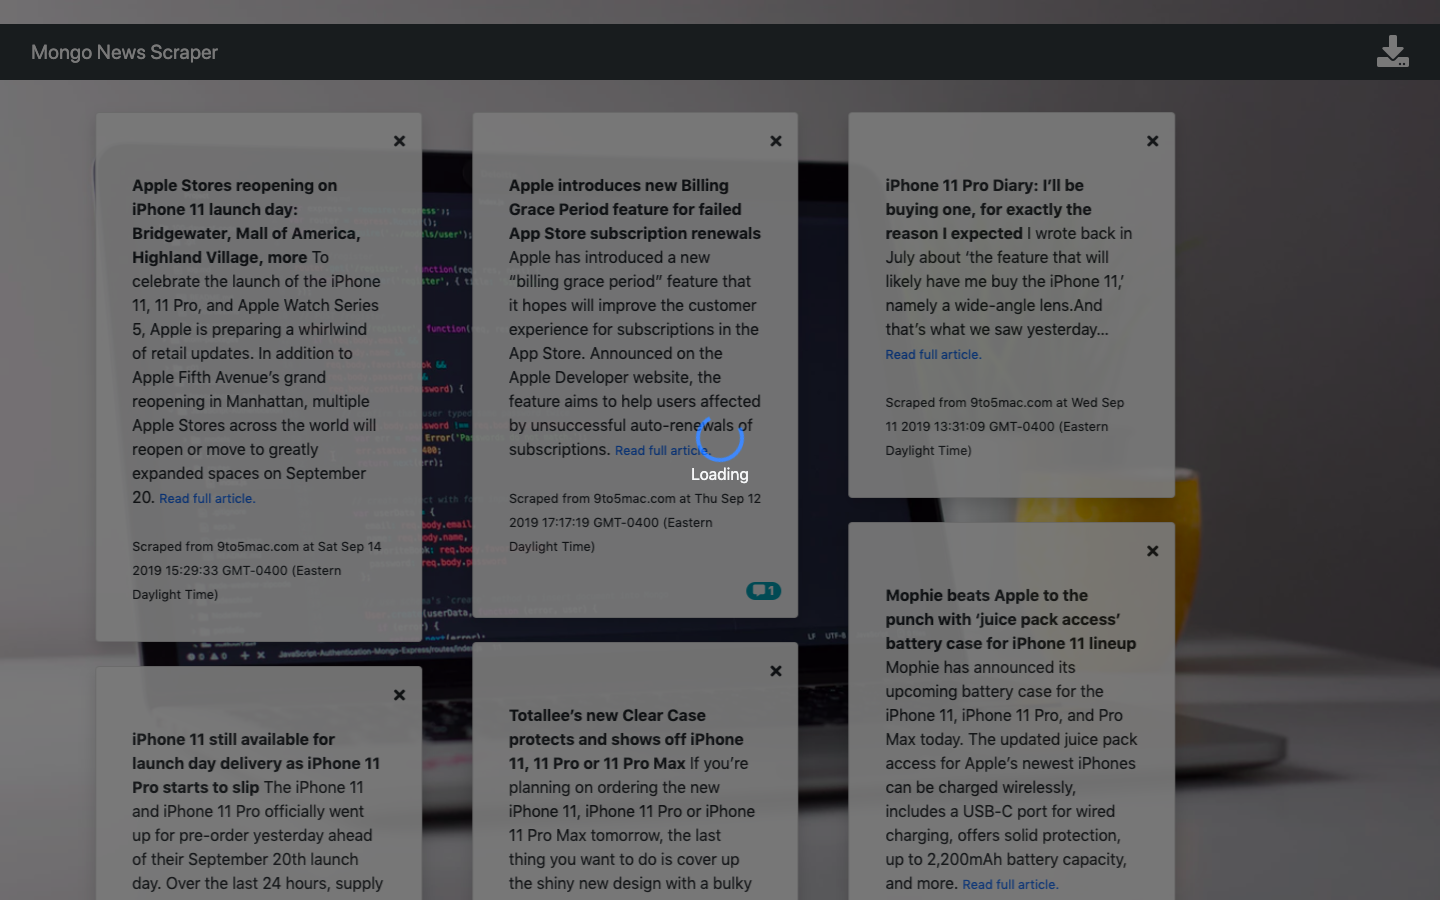 Mongo News Scraper
Apple Stores reopening on
iPhone 11 launch day:
Bridgewater, Mall of America,
Highland Village, more To
celebrate the launch of the iPhone
11, 11 Pro, and Apple Watch Series
5, Apple is preparing a whirlwind
of retail updates. In addition to
Apple Fifth Avenue’s grand
reopening in Manhattan, multiple
Apple Stores across the world will
reopen or move to greatly
expanded spaces on September
20. Read full article.
Scraped from 9to5mac.com at Sat Sep 14
2019 15:29:33 GMT-0400 (Eastern
Daylight Time)
iPhone 11 still available for
launch day delivery as iPhone 11
Pro starts to slip The iPhone 11
and iPhone 11 Pro officially went
up for pre-order yesterday ahead
of their September 20th launch
day. Over the last 24 hours, supply
Apple introduces new Billing
Grace Period feature for failed
App Store subscription renewals
Apple has introduced a new
“billing grace period” feature that
it hopes will improve the customer
experience for subscriptions in the
App Store. Announced on the
Apple Developer website, the
feature aims to help users affected
by unsuccessful auto-renewals of
subscriptions. Read full article.
Loading
Scraped from 9to5mac.com at Thu Sep 12
2019 17:17:19 GMT-0400 (Eastern
Daylight Time)
1
Totallee’s new Clear Case
protects and shows off iPhone
11, 11 Pro or 11 Pro Max If you’re
planning on ordering the new
iPhone 11, iPhone 11 Pro or iPhone
11 Pro Max tomorrow, the last
thing you want to do is cover up
the shiny new design with a bulky
iPhone 11 Pro Diary: I’ll be
buying one, for exactly the
reason I expected I wrote back in
July about ‘the feature that will
likely have me buy the iPhone 11,’
namely a wide-angle lens.And
that’s what we saw yesterday...
Read full article.
Scraped from 9to5mac.com at Wed Sep
11 2019 13:31:09 GMT-0400 (Eastern
Daylight Time)
Mophie beats Apple to the
punch with ‘juice pack access’
battery case for iPhone 11 lineup
Mophie has announced its
upcoming battery case for the
iPhone 11, iPhone 11 Pro, and Pro
Max today. The updated juice pack
access for Apple’s newest iPhones
can be charged wirelessly,
includes a USB-C port for wired
charging, offers solid protection,
up to 2,200mAh battery capacity,
and more. Read full article.